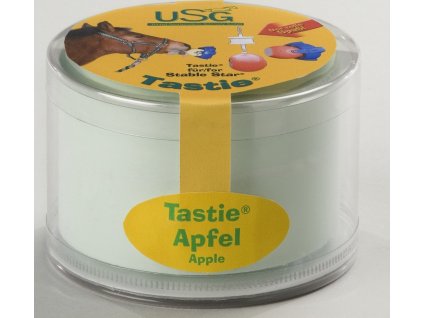 USG
Tastie®
für/for
Stable Star®
Tastie®
Tastie®
Apfel
Apple